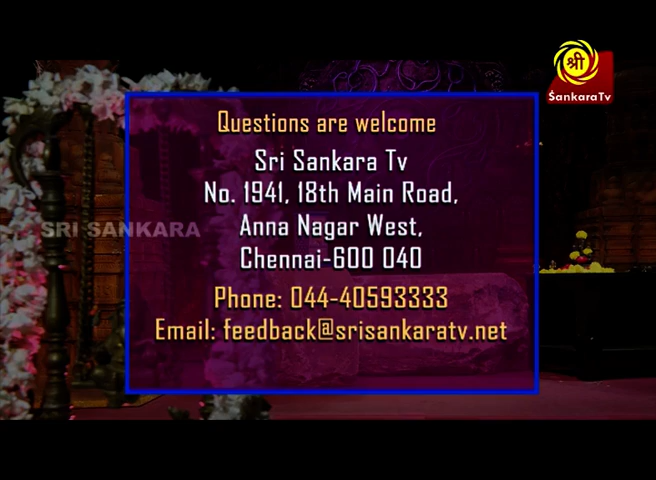 श्री
SankaraTv
Questions are welcome
Sri Sankara Tv
No. 1941, 18th Main Road,
Anna Nagar West,
SRI SANKARA
Chennai-600 040
Phone: 044-40593333
Email: feedback@srisankaratv.net